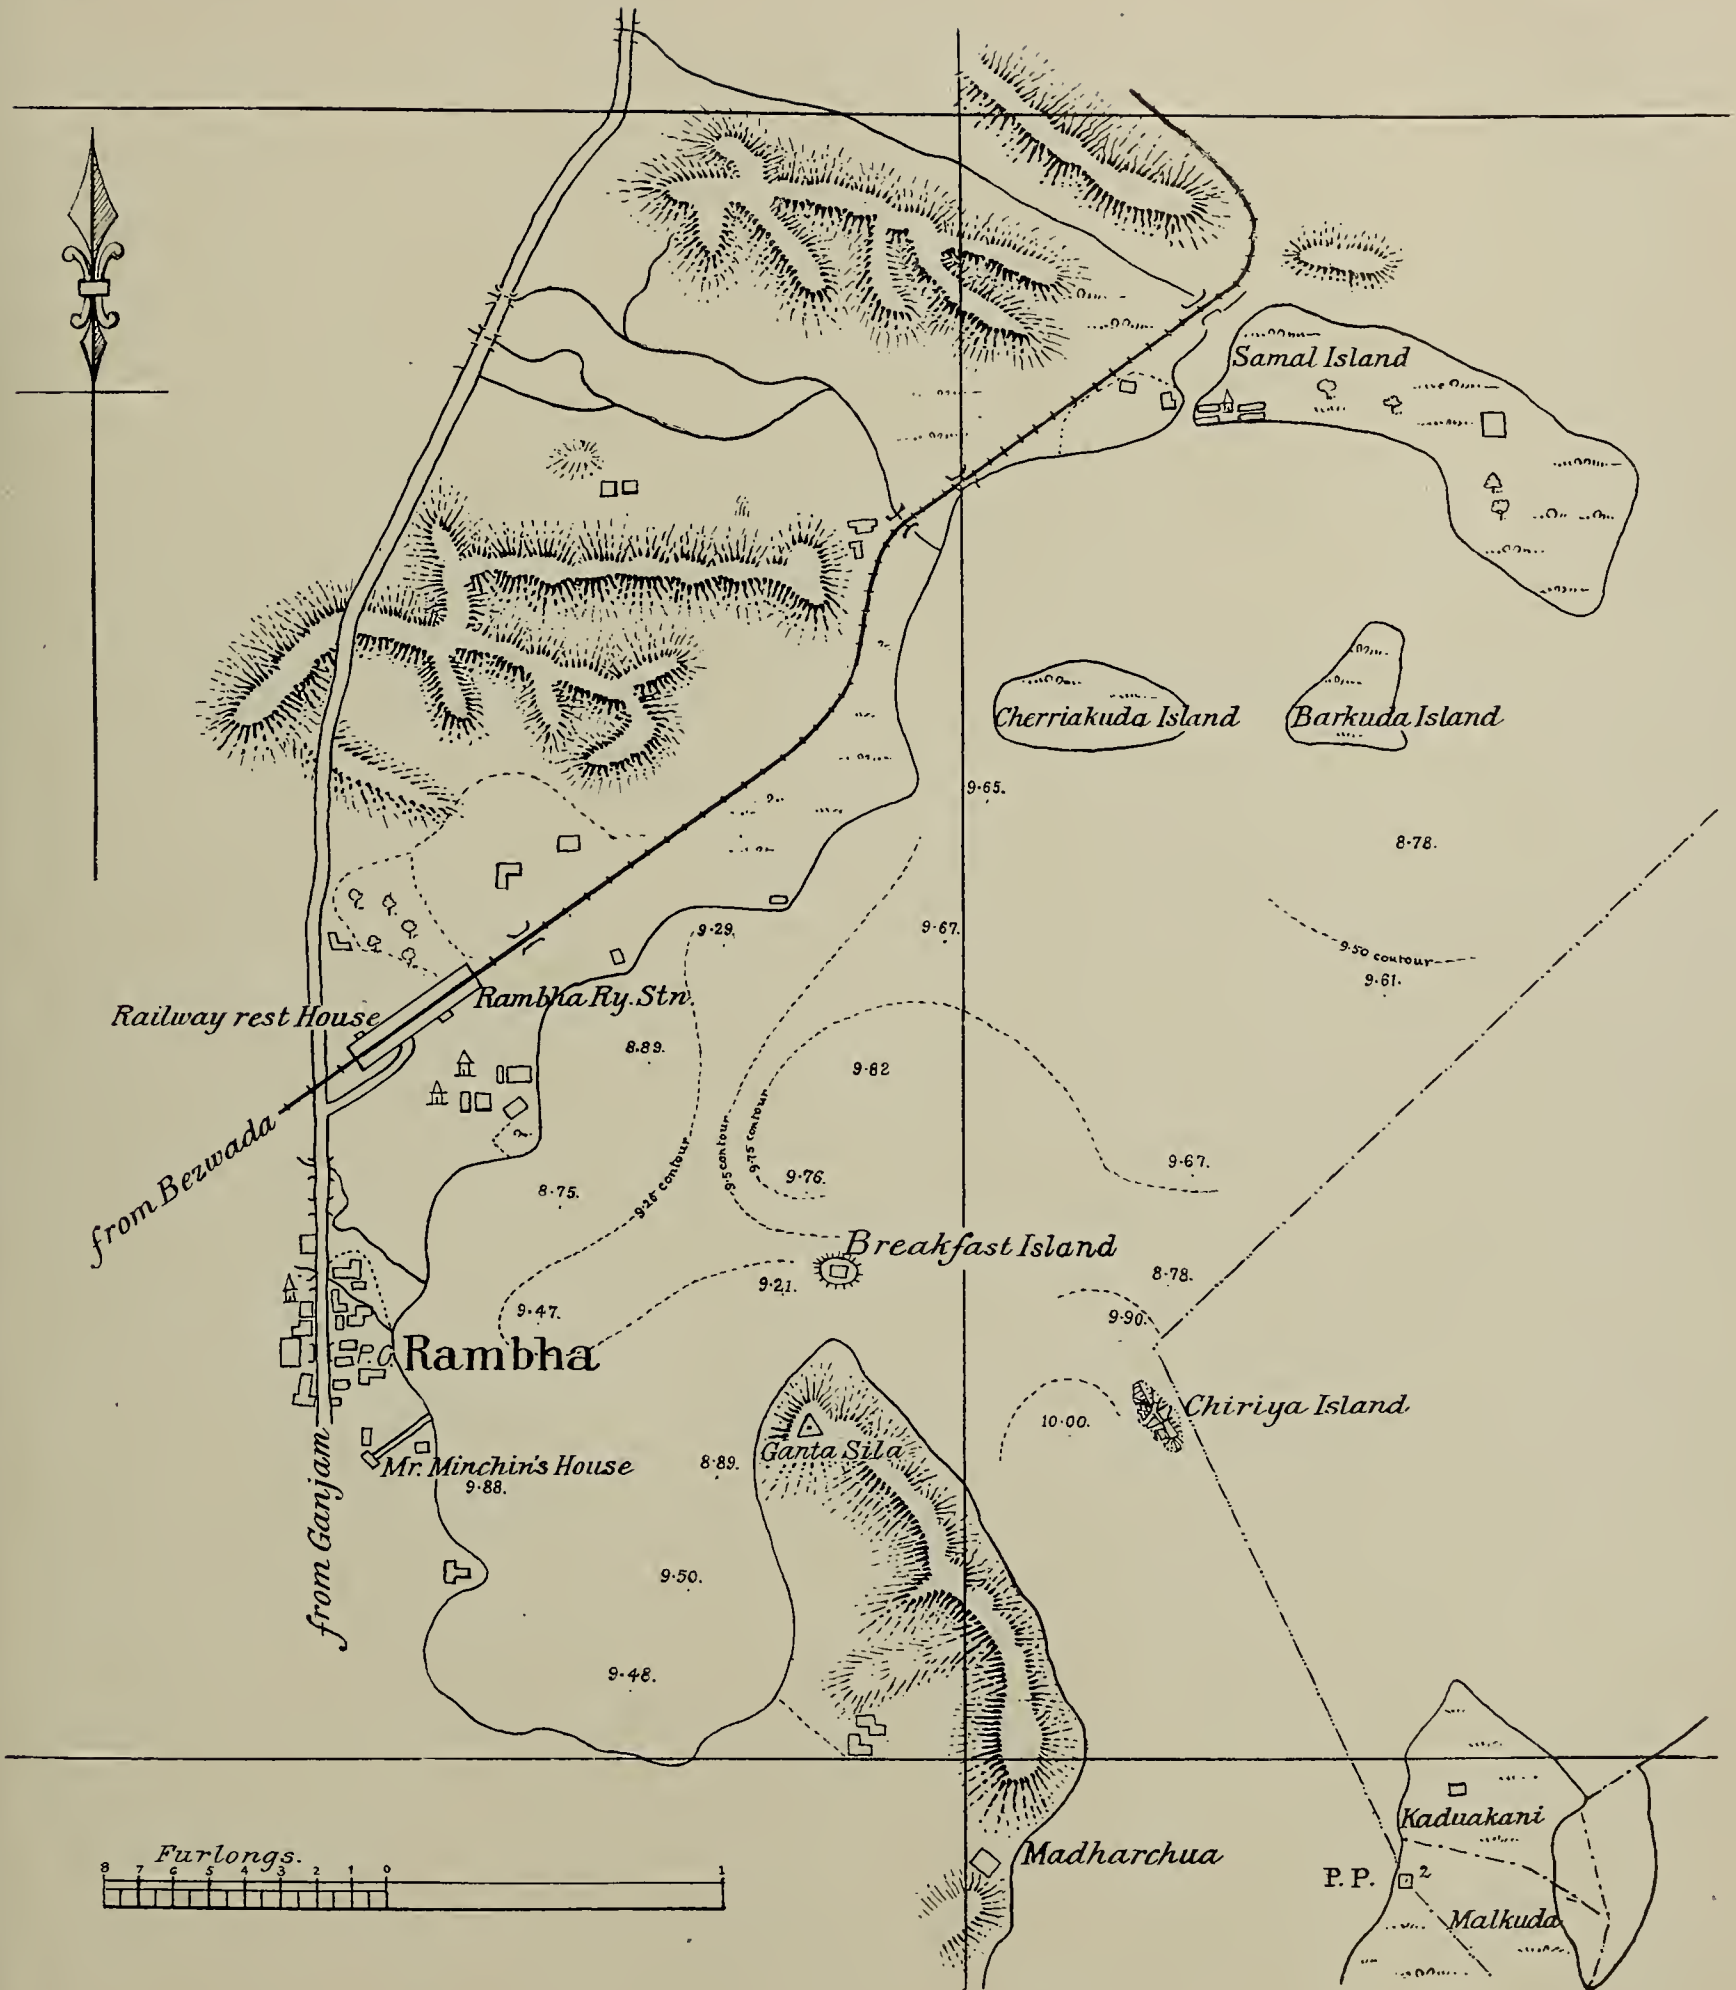 Samal Island
Cherriakuda Island
Barkuda Island
9·65.
8·78.
9·29.
9·67.
9·50 contour
9·61.
Railway rest House
Rambha Ry. Stn.
8·89.
9·82
from Bezwada
9·25 contour
9·5 contour
9·75 contour
9·76.
9·67.
8·75.
Breakfast Island
9·21.
8·78.
9·47.
9·90.
P.O.
Rambha
Chiriya Island
10·00.
Ganta Sila
8·89.
Mr. Minchin's House
9·88.
from Ganjam
9·50.
9·48.
Kaduakani
Madharchua
P. P.
2
Malkuda
Furlongs.
8 7 6 5 4 3 2 1 0 1